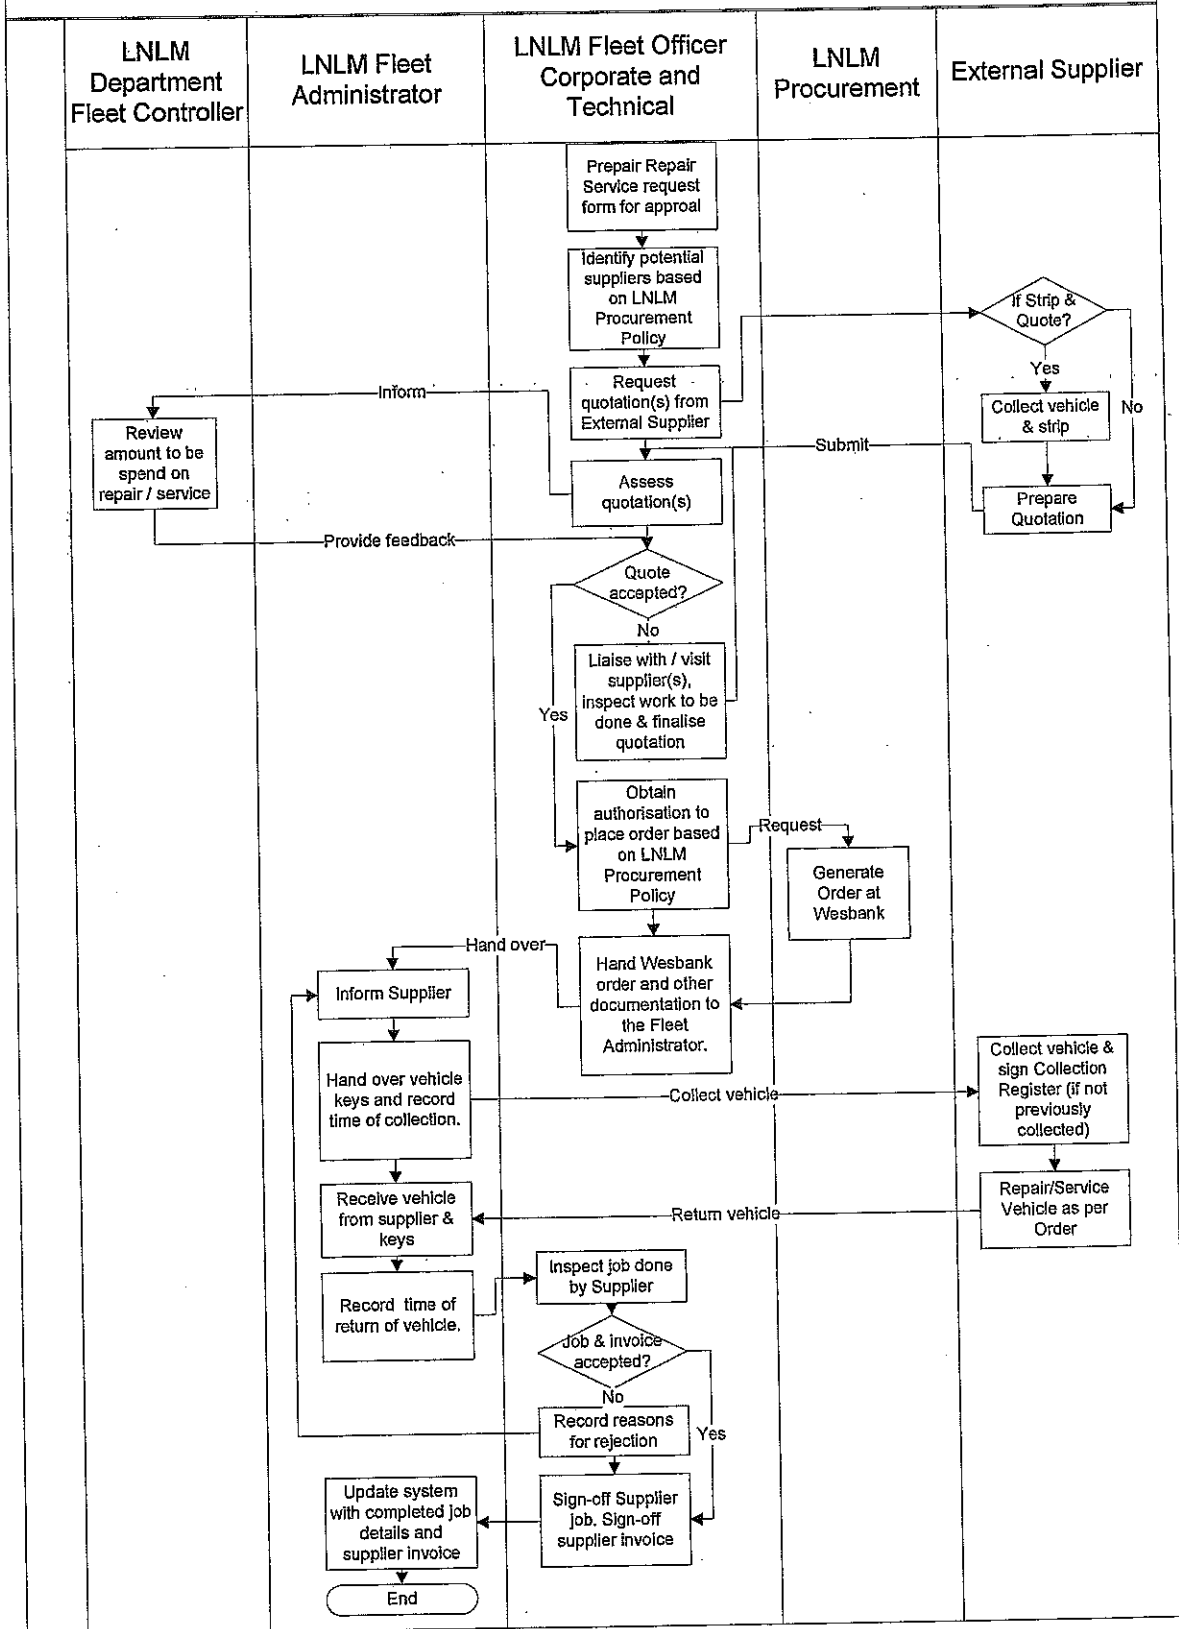 LNLM
Department
Fleet Controller
LNLM Fleet
Administrator
LNLM Fleet Officer
Corporate and
Technical
LNLM
Procurement
External Supplier
Prepair Repair
Service request
form for approal
Identify potential
suppliers based
on LNLM
Procurement
Policy
If Strip &
Quote?
Yes
No
Request
quotation(s) from
External Supplier
Inform
Collect vehicle
& strip
Review
amount to be
spend on
repair / service
Submit
Assess
quotation(s)
Prepare
Quotation
Provide feedback
Quote
accepted?
No
Yes
Liaise with / visit
supplier(s),
inspect work to be
done & finalise
quotation
Obtain
authorisation to
place order based
on LNLM
Procurement
Policy
Request
Generate
Order at
Wesbank
Hand over
Hand Wesbank
order and other
documentation to
the Fleet
Administrator.
Inform Supplier
Hand over vehicle
keys and record
time of collection.
Collect vehicle
Collect vehicle &
sign Collection
Register (if not
previously
collected)
Receive vehicle
from supplier &
keys
Return vehicle
Repair/Service
Vehicle as per
Order
Inspect job done
by Supplier
Record time of
return of vehicle.
Job & invoice
accepted?
No
Yes
Record reasons
for rejection
Update system
with completed job
details and
supplier invoice
Sign-off Supplier
job. Sign-off
supplier invoice
End